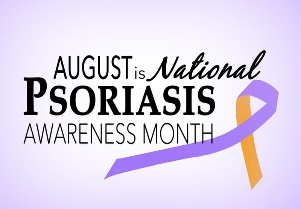 AUGUST is National
PSORIASIS
AWARENESS MONTH